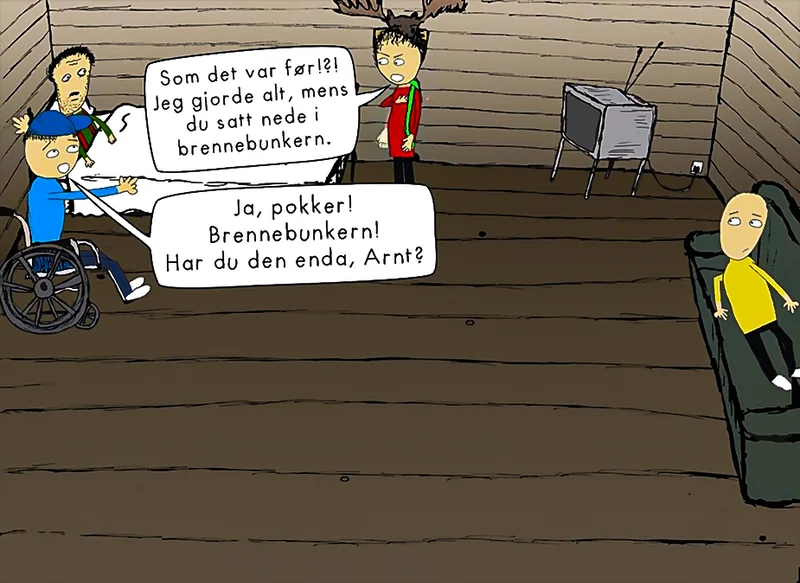 Som det var før!?!
Jeg gjorde alt, mens
du satt nede i
brennebunkern.
Ja, pokker!
Brennebunkern!
Har du den enda, Arnt?